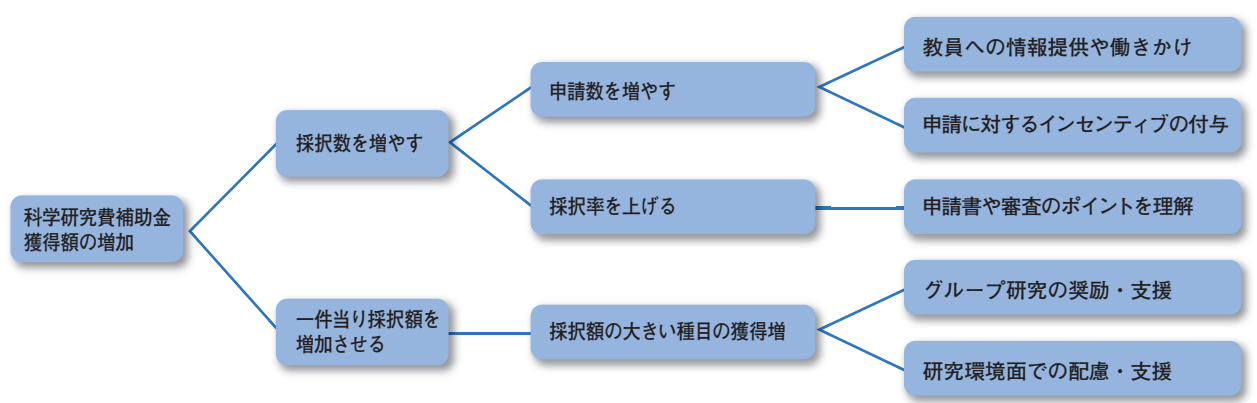 教員への情報提供や働きかけ
申請数を増やす
申請に対するインセンティブの付与
採択数を増やす
採択率を上げる
申請書や審査のポイントを理解
科学研究費補助金
獲得額の増加
グループ研究の奨励・支援
一件当り採択額を
増加させる
採択額の大きい種目の獲得増
研究環境面での配慮・支援